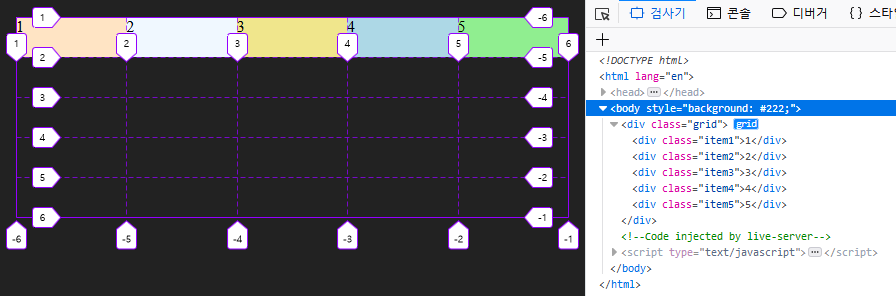 1 -6
1 2 3 4 5
1 2 3 4 5 6
2 -5
3 -4
4 -3
5 -2
6 -1
-6 -5 -4 -3 -2 -1
검사기 콘솔 디버거 {} 스타
+
<!DOCTYPE html>
<html lang="en">
<head> ··· </head>
<body style="background: #222;">
<div class="grid"> grid
<div class="item1">1</div>
<div class="item2">2</div>
<div class="item3">3</div>
<div class="item4">4</div>
<div class="item5">5</div>
</div>
<!--Code injected by live-server-->
<script type="text/javascript"> ··· </script>
</body>
</html>